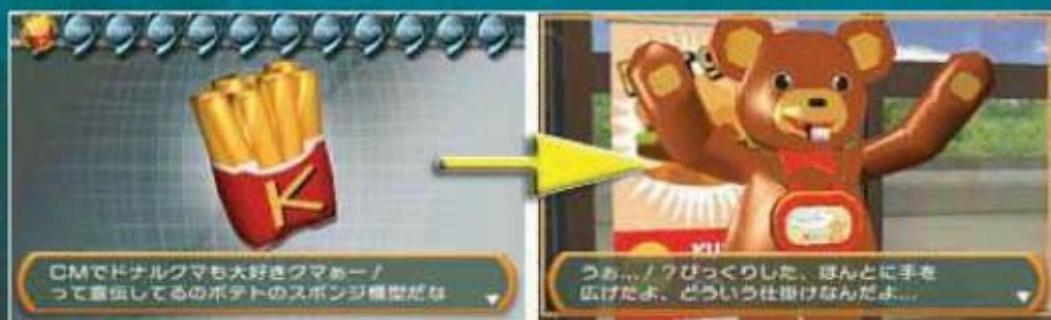 K
CMでドナルクマも大好きクマぁー!
って宣伝してるのポテトのスポンジ模型だな
KU
うぉ…!?びっくりした、ほんとに手を
広げたよ、どういう仕掛けなんだよ…